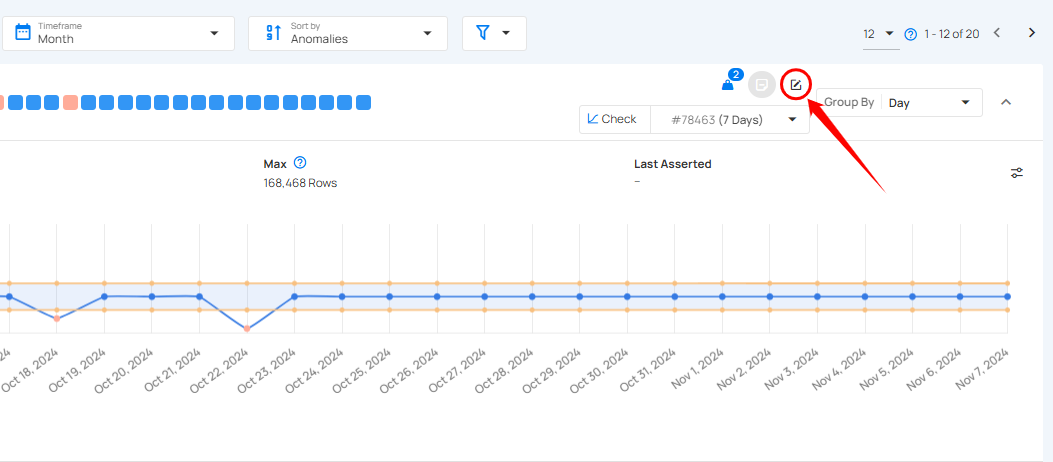 Timeframe
Month
Sort by
Anomalies
12
1 - 12 of 20
2
Group By
Day
Check
#78463 (7 Days)
Max
168,468 Rows
Last Asserted
–
24
Oct 18, 2024
Oct 19, 2024
Oct 20, 2024
Oct 21, 2024
Oct 22, 2024
Oct 23, 2024
Oct 24, 2024
Oct 25, 2024
Oct 26, 2024
Oct 27, 2024
Oct 28, 2024
Oct 29, 2024
Oct 30, 2024
Oct 31, 2024
Nov 1, 2024
Nov 2, 2024
Nov 3, 2024
Nov 4, 2024
Nov 5, 2024
Nov 6, 2024
Nov 7, 2024